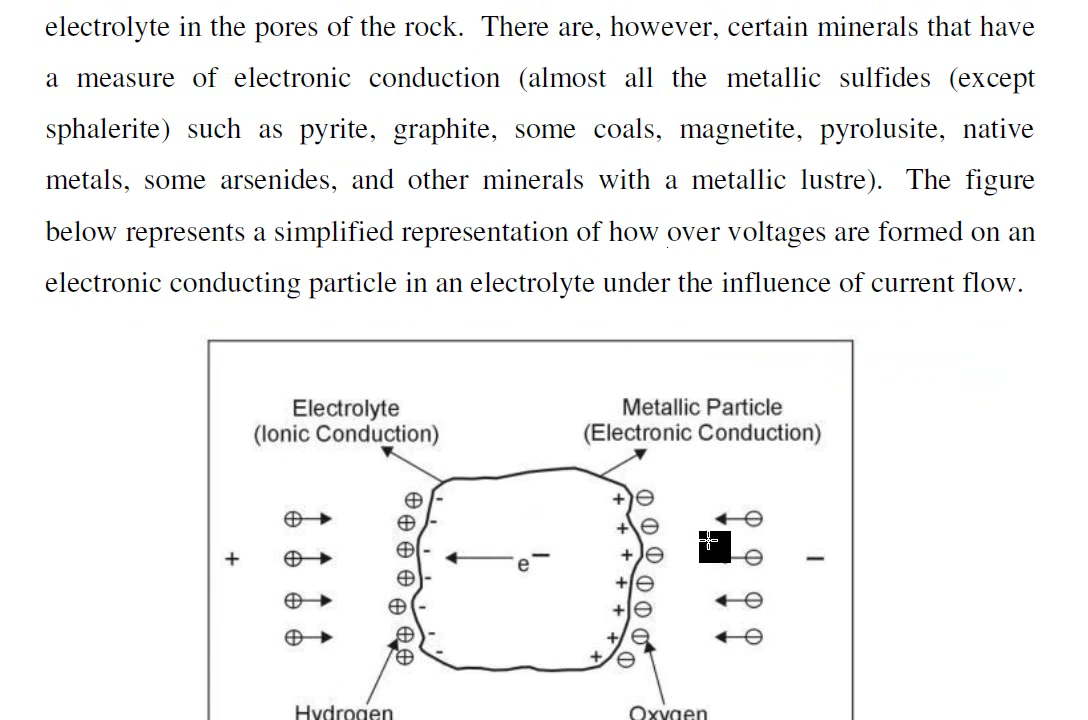 electrolyte in the pores of the rock. There are, however, certain minerals that have
a measure of electronic conduction (almost all the metallic sulfides (except
sphalerite) such as pyrite, graphite, some coals, magnetite, pyrolusite, native
metals, some arsenides, and other minerals with a metallic lustre). The figure
below represents a simplified representation of how over voltages are formed on an
electronic conducting particle in an electrolyte under the influence of current flow.
Electrolyte
(Ionic Conduction)
Metallic Particle
(Electronic Conduction)
+
e−
−
Hydrogen
Oxygen